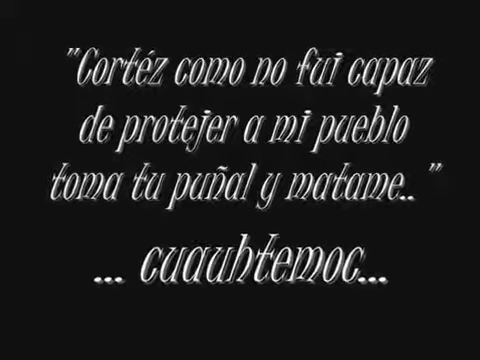 "Cortéz como no fui capaz
de protejer a mi pueblo
toma tu puñal y matame.. "
... cuauhtemoc...